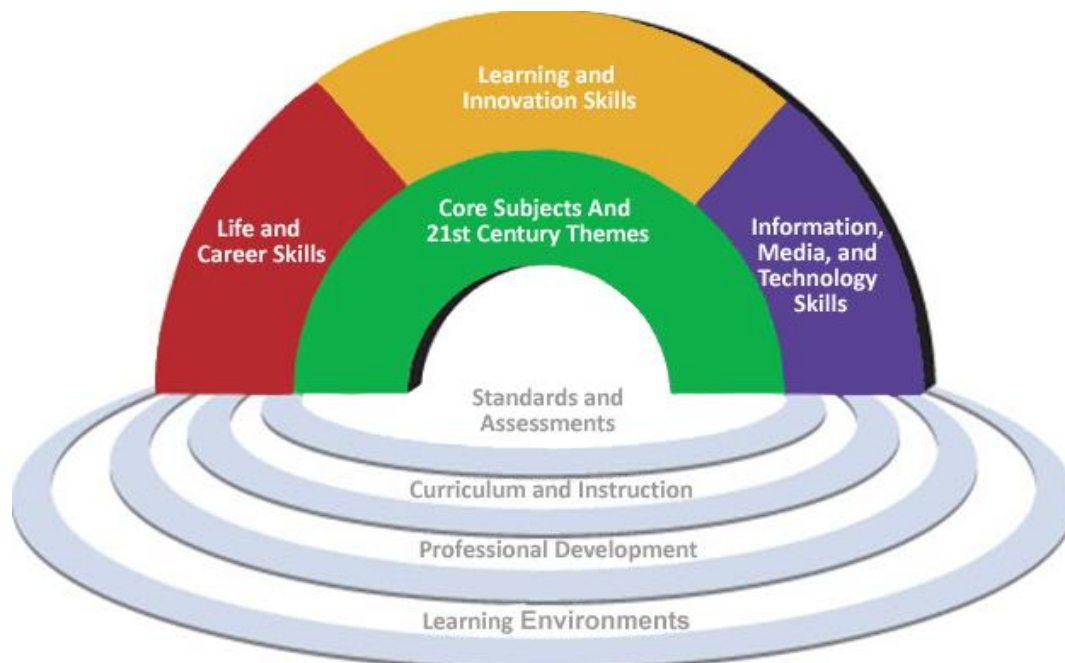 Learning and
Innovation Skills
Core Subjects And
21st Century Themes
Life and
Career Skills
Information,
Media, and
Technology
Skills
Standards and
Assessments
Curriculum and Instruction
Professional Development
Learning Environments